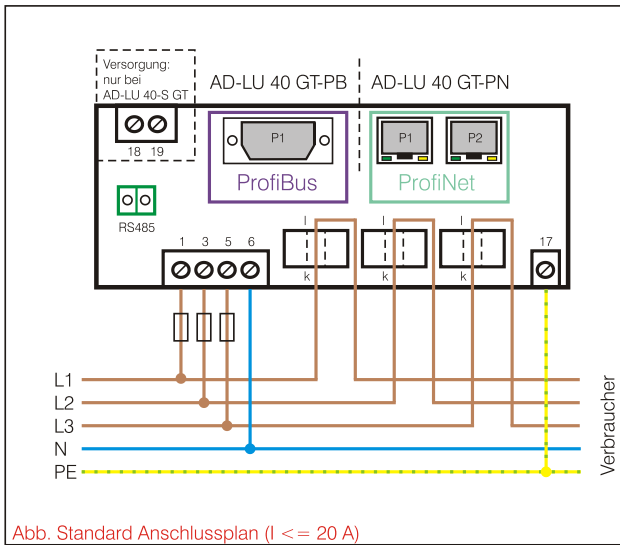 Versorgung:
nur bei
AD-LU 40-S GT
AD-LU 40 GT-PB
AD-LU 40 GT-PN
18 19
P1
P1
P2
ProfiBus
ProfiNet
RS485
1 3 5 6
l
l
l
17
k
k
k
L1
L2
L3
N
PE
Verbraucher
Abb. Standard Anschlussplan (I <= 20 A)